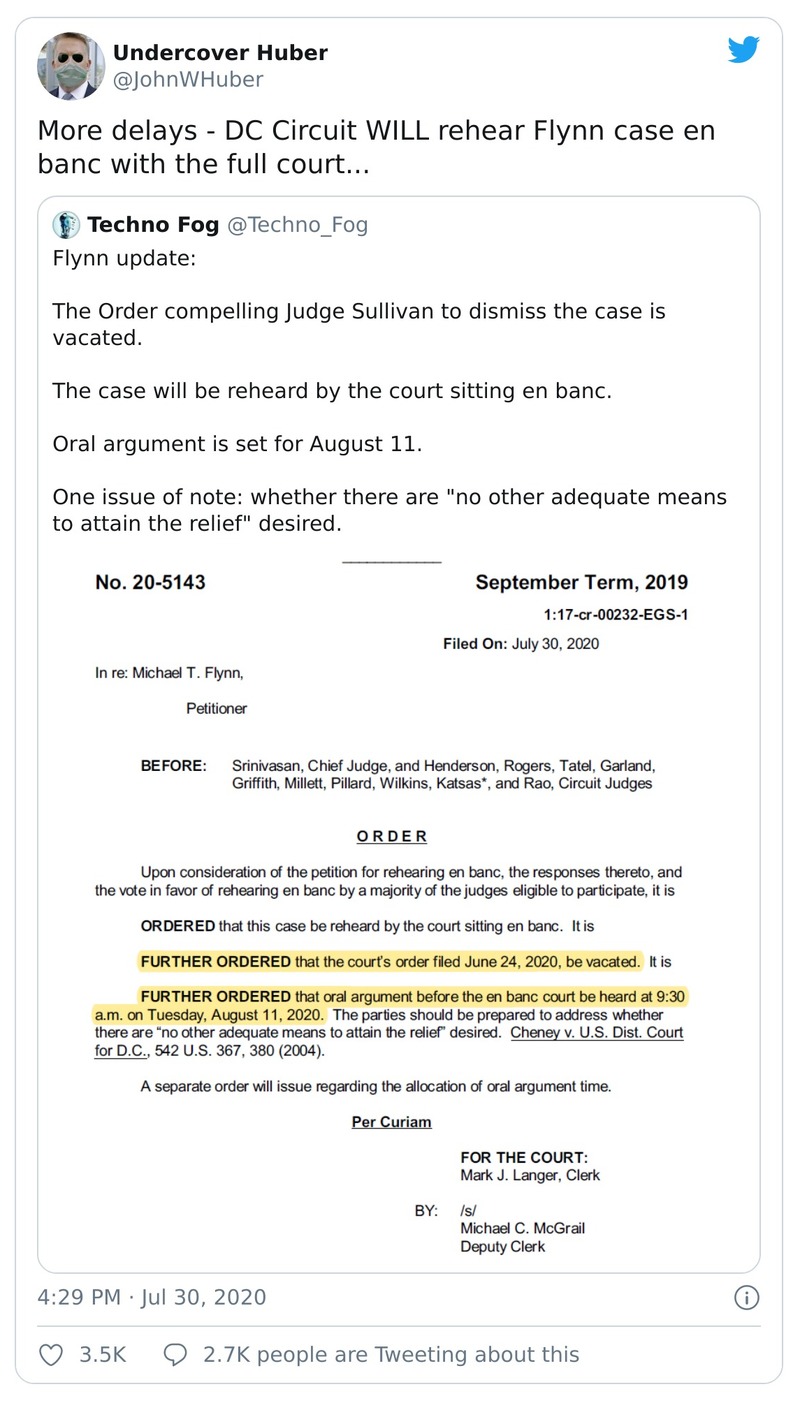 Undercover Huber
@JohnWHuber
More delays - DC Circuit WILL rehear Flynn case en
banc with the full court...
Techno Fog @Techno_Fog
Flynn update:
The Order compelling Judge Sullivan to dismiss the case is
vacated.
The case will be reheard by the court sitting en banc.
Oral argument is set for August 11.
One issue of note: whether there are "no other adequate means
to attain the relief" desired.
No. 20-5143 September Term, 2019
1:17-cr-00232-EGS-1
Filed On: July 30, 2020
In re: Michael T. Flynn,
Petitioner
BEFORE: Srinivasan, Chief Judge, and Henderson, Rogers, Tatel, Garland,
Griffith, Millett, Pillard, Wilkins, Katsas*, and Rao, Circuit Judges
O R D E R
Upon consideration of the petition for rehearing en banc, the responses thereto, and
the vote in favor of rehearing en banc by a majority of the judges eligible to participate, it is
ORDERED that this case be reheard by the court sitting en banc. It is
FURTHER ORDERED that the court's order filed June 24, 2020, be vacated. It is
FURTHER ORDERED that oral argument before the en banc court be heard at 9:30
a.m. on Tuesday, August 11, 2020. The parties should be prepared to address whether
there are “no other adequate means to attain the relief” desired. Cheney v. U.S. Dist. Court
for D.C., 542 U.S. 367, 380 (2004).
A separate order will issue regarding the allocation of oral argument time.
Per Curiam
FOR THE COURT:
Mark J. Langer, Clerk
BY: /s/
Michael C. McGrail
Deputy Clerk
4:29 PM · Jul 30, 2020
3.5K 2.7K people are Tweeting about this